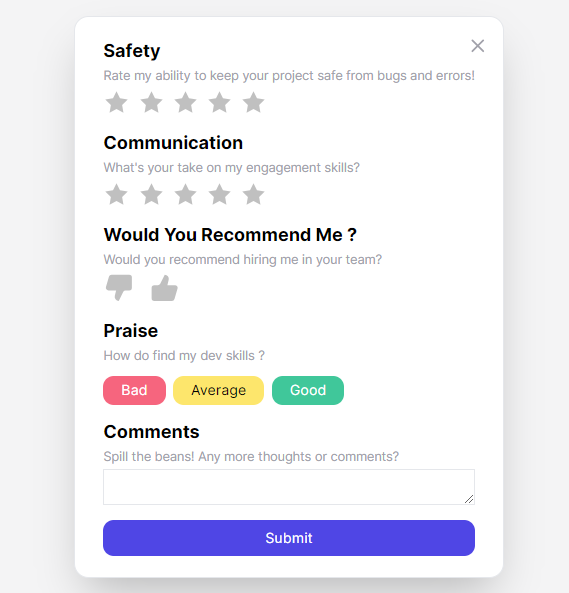 Safety
Rate my ability to keep your project safe from bugs and errors!
Communication
What's your take on my engagement skills?
Would You Recommend Me ?
Would you recommend hiring me in your team?
Praise
How do find my dev skills ?
Bad Average Good
Comments
Spill the beans! Any more thoughts or comments?
Submit